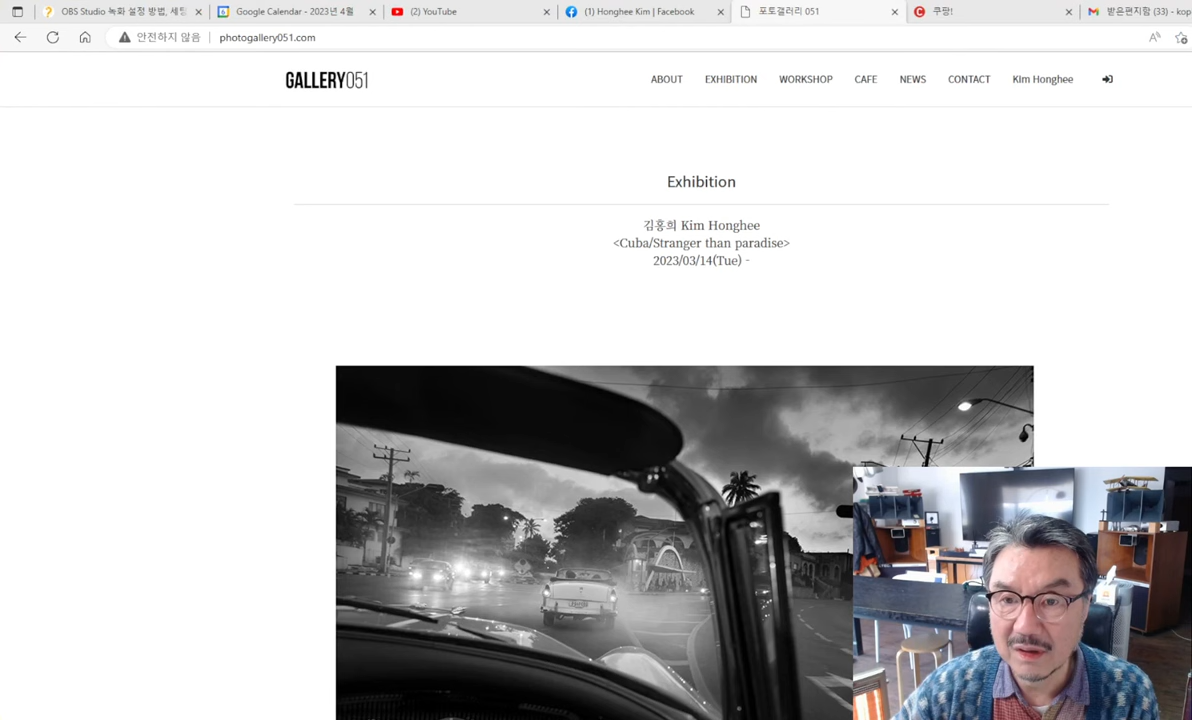 OBS Studio 녹화 설정 방법, 세팅
Google Calendar - 2023년 4월
(2) YouTube
(1) Honghee Kim | Facebook
포토갤러리 051
쿠팡!
받은편지함 (33) - kop
안전하지 않음 | photogallery051.com
GALLERY051
ABOUT EXHIBITION WORKSHOP CAFE NEWS CONTACT Kim Honghee
Exhibition
김홍희 Kim Honghee
<Cuba/Stranger than paradise>
2023/03/14(Tue) -